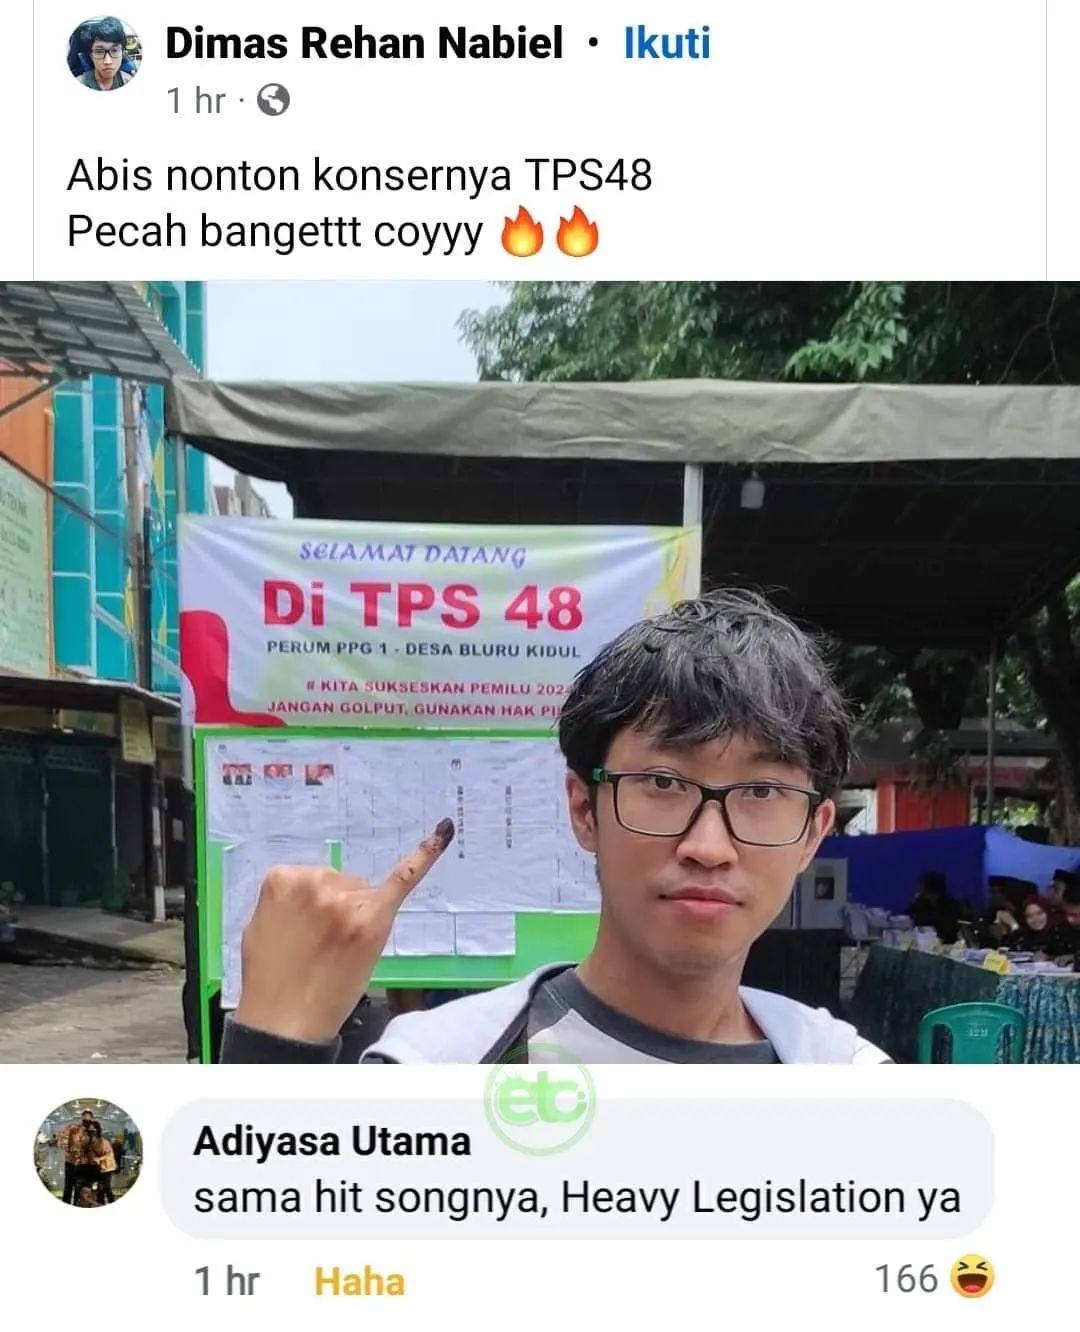 Dimas Rehan Nabiel • Ikuti
1 hr ·
Abis nonton konsernya TPS48
Pecah bangettt coyyy 🔥🔥
SELAMAT DATANG
Di TPS 48
PERUM PPG 1 - DESA BLURU KIDUL
# KITA SUKSESKAN PEMILU 202
JANGAN GOLPUT, GUNAKAN HAK
etc
Adiyasa Utama
sama hit songnya, Heavy Legislation ya
1 hr Haha 166 😆